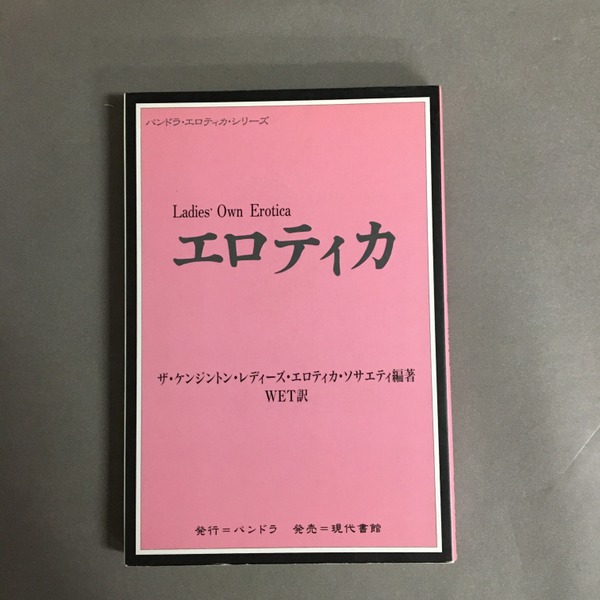 パンドラ・エロティカ・シリーズ
Ladies' Own Erotica
エロティカ
ザ・ケンジントン・レディーズ・エロティカ・ソサエティ編著
WET訳
発行＝パンドラ　発売＝現代書館